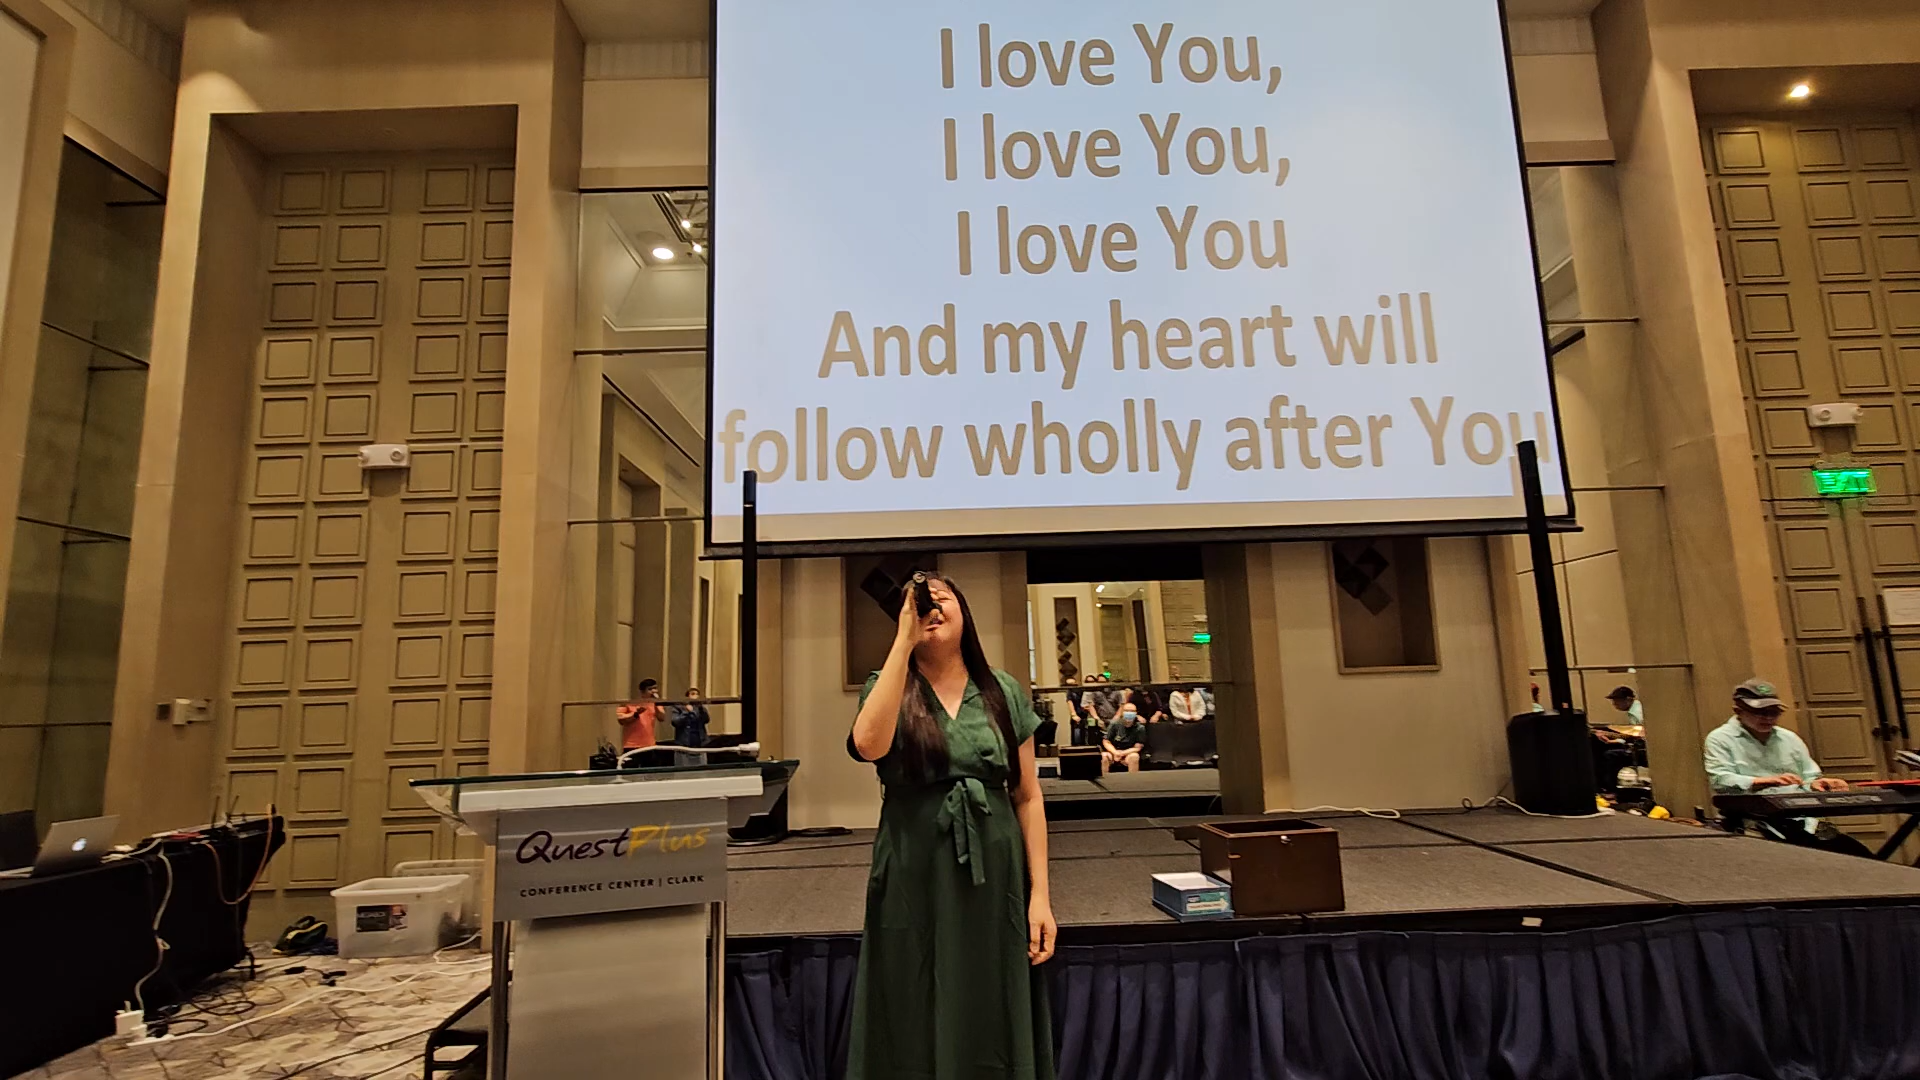 I love You,
I love You,
I love You
And my heart will
follow wholly after You
EXIT
QuestPlus
CONFERENCE CENTER | CLARK